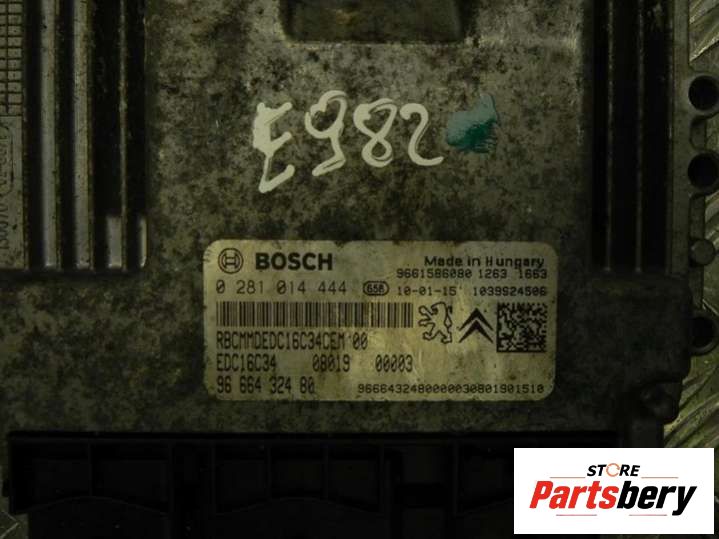 E982
BOSCH
Made in Hungary
9661586080 1263 1663
0 281 014 444 658 10-01-15 1039S24506
RBCMMDEDC16C34CEM 00
EDC16C34 08019 00003
96 664 324 80 9666432480000030801901510
STORE
Partsbery